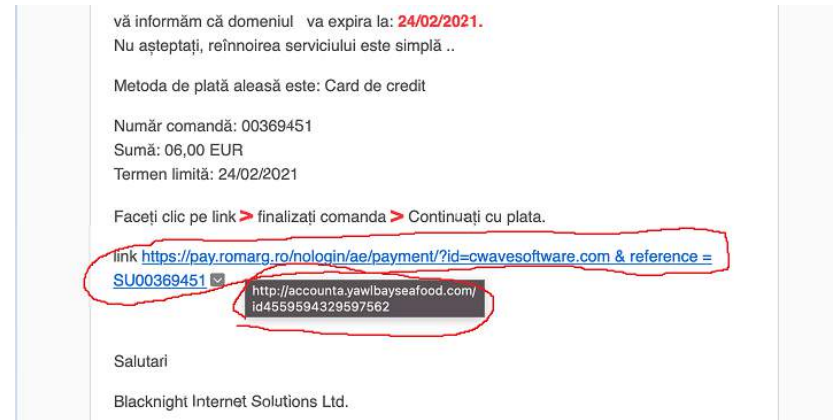 vă informăm că domeniul va expira la: 24/02/2021.
Nu așteptați, reînnoirea serviciului este simplă ..
Metoda de plată aleasă este: Card de credit
Număr comandă: 00369451
Sumă: 06,00 EUR
Termen limită: 24/02/2021
Faceți clic pe link > finalizați comanda > Continuați cu plata.
link https://pay.romarg.ro/nologin/ae/payment/?id=cwavesoftware.com & reference =
SU00369451
http://accounta.yawlbayseafood.com/
id4559594329597562
Salutari
Blacknight Internet Solutions Ltd.